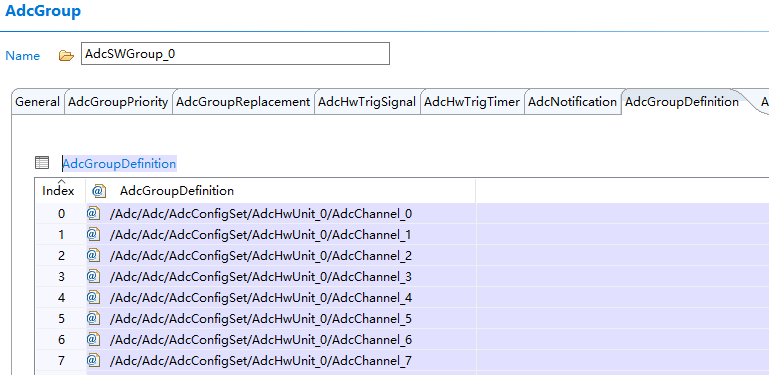 AdcGroup
Name AdcSWGroup_0
General AdcGroupPriority AdcGroupReplacement AdcHwTrigSignal AdcHwTrigTimer AdcNotification AdcGroupDefinition A
AdcGroupDefinition
Index AdcGroupDefinition
0 /Adc/Adc/AdcConfigSet/AdcHwUnit_0/AdcChannel_0
1 /Adc/Adc/AdcConfigSet/AdcHwUnit_0/AdcChannel_1
2 /Adc/Adc/AdcConfigSet/AdcHwUnit_0/AdcChannel_2
3 /Adc/Adc/AdcConfigSet/AdcHwUnit_0/AdcChannel_3
4 /Adc/Adc/AdcConfigSet/AdcHwUnit_0/AdcChannel_4
5 /Adc/Adc/AdcConfigSet/AdcHwUnit_0/AdcChannel_5
6 /Adc/Adc/AdcConfigSet/AdcHwUnit_0/AdcChannel_6
7 /Adc/Adc/AdcConfigSet/AdcHwUnit_0/AdcChannel_7